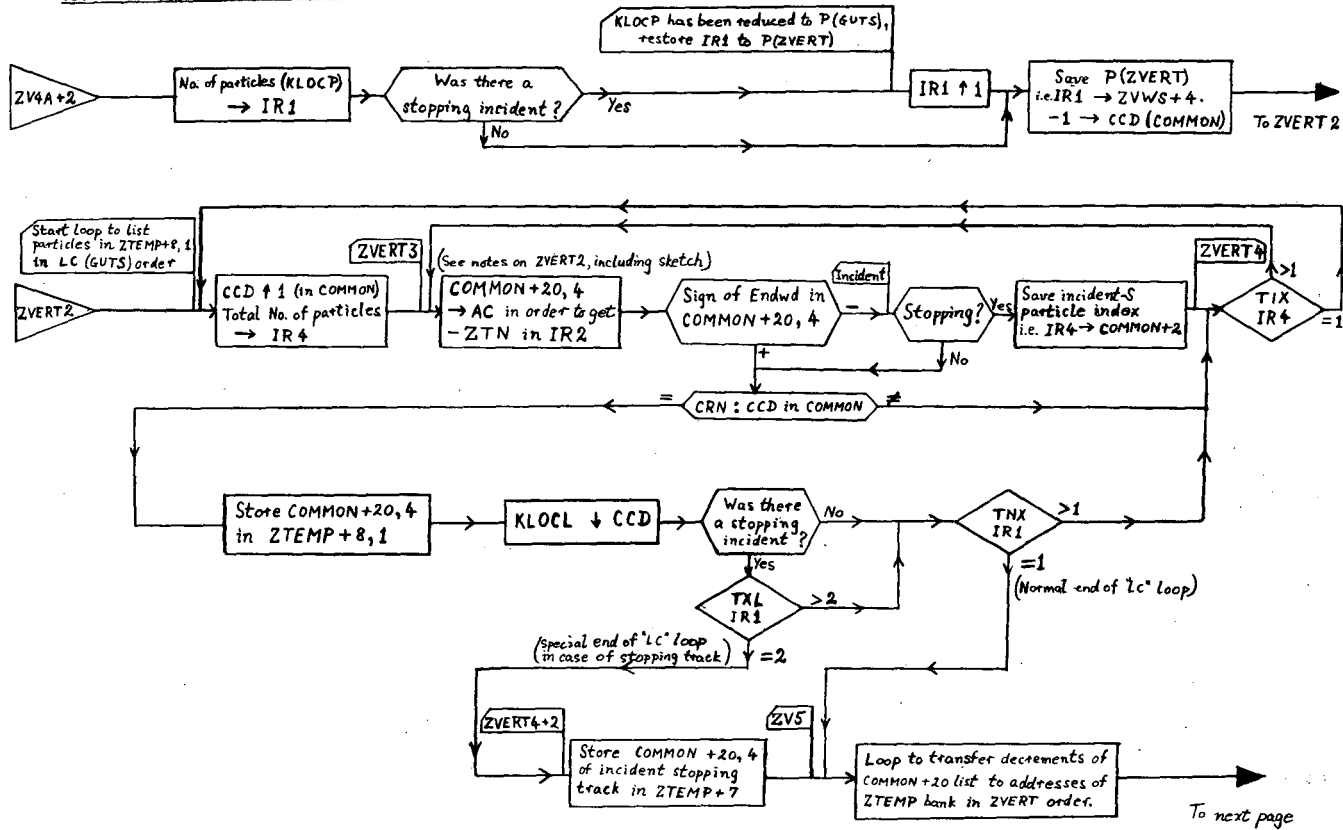 KLOCP has been reduced to P(GUTS),
restore IR1 to P(ZVERT)
ZV4A+2
No. of particles (KLOCP)
→ IR1
Was there a
stopping incident?
Yes
No
IR1 ↑ 1
Save P(ZVERT)
i.e. IR1 → ZVWS+4.
-1 → CCD (COMMON)
To ZVERT 2
Start loop to list
particles in ZTEMP+8, 1
in LC (GUTS) order
ZVERT2
CCD ↑ 1 (in COMMON)
Total No. of particles
→ IR4
ZVERT3
(See notes on ZVERT2, including sketch)
COMMON+20, 4
→ AC in order to get
- ZTN in IR2
Sign of Endwd in
COMMON+20, 4
-
+
Incident
Stopping?
Yes
No
Save incident-S
particle index
i.e. IR4 → COMMON+2
ZVERT4
>1
TIX
IR4
=1
=
CRN : CCD in COMMON
≠
Store COMMON+20, 4
in ZTEMP+8, 1
KLOCL ↓ CCD
Was there
a stopping
incident?
No
Yes
TNX
IR1
>1
=1
(Normal end of "LC" loop)
TXL
IR1
>2
=2
(Special end of "LC" loop
in case of stopping track)
ZVERT4+2
Store COMMON +20, 4
of incident stopping
track in ZTEMP+7
ZV5
Loop to transfer decrements of
COMMON+20 list to addresses of
ZTEMP bank in ZVERT order.
To next page